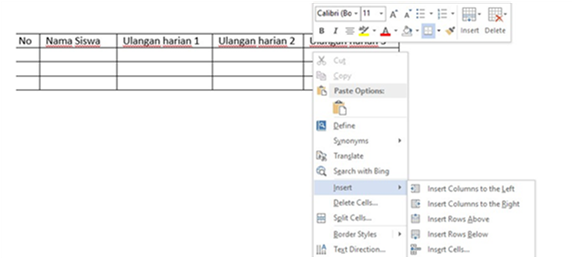 Calibri (Bo 11 A A
B I A Insert Delete
No Nama Siswa Ulangan harian 1 Ulangan harian 2 Ulangan harian 3
Cut
Copy
Paste Options:
Define
Synonyms
Translate
Search with Bing
Insert
Delete Cells...
Split Cells...
Border Styles
Text Direction...
Insert Columns to the Left
Insert Columns to the Right
Insert Rows Above
Insert Rows Below
Insert Cells...